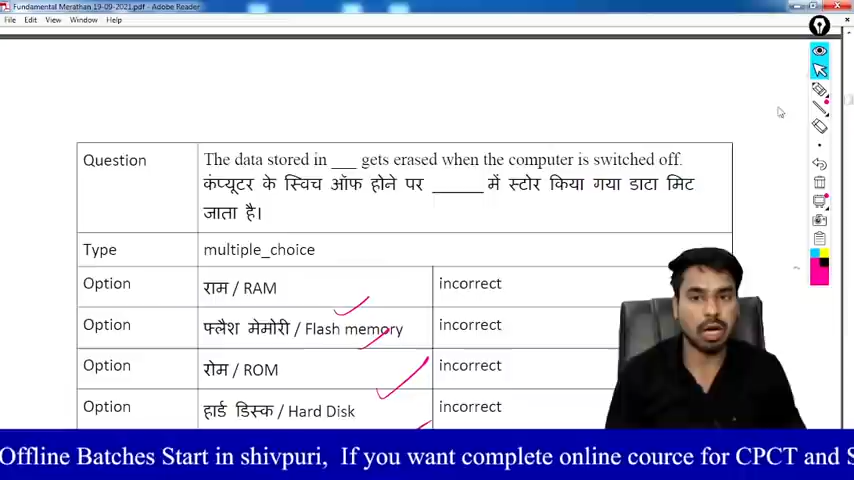 Fundamental Merathan 19-09-2021.pdf - Adobe Reader
File Edit View Window Help
Question The data stored in ___ gets erased when the computer is switched off.
कंप्यूटर के स्विच ऑफ होने पर ______ में स्टोर किया गया डाटा मिट
जाता है।
Type multiple_choice
Option राम / RAM incorrect
Option फ्लैश मेमोरी / Flash memory incorrect
Option रोम / ROM incorrect
Option हार्ड डिस्क / Hard Disk incorrect
Offline Batches Start in shivpuri, If you want complete online cource for CPCT and S